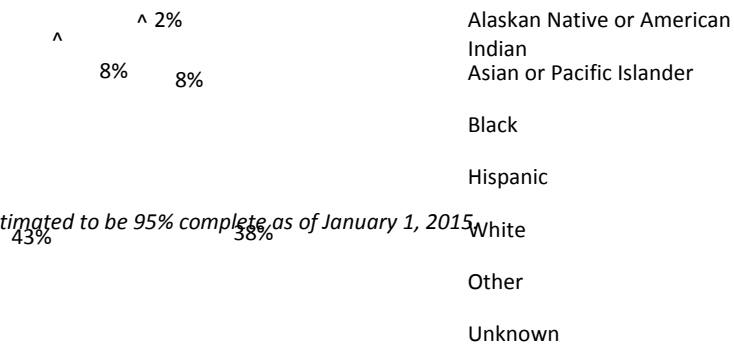 ^ 2%
^
8%
8%
Alaskan Native or American
Indian
Asian or Pacific Islander
Black
Hispanic
timated to be 95% complete as of January 1, 2015.
43%
38%
White
Other
Unknown